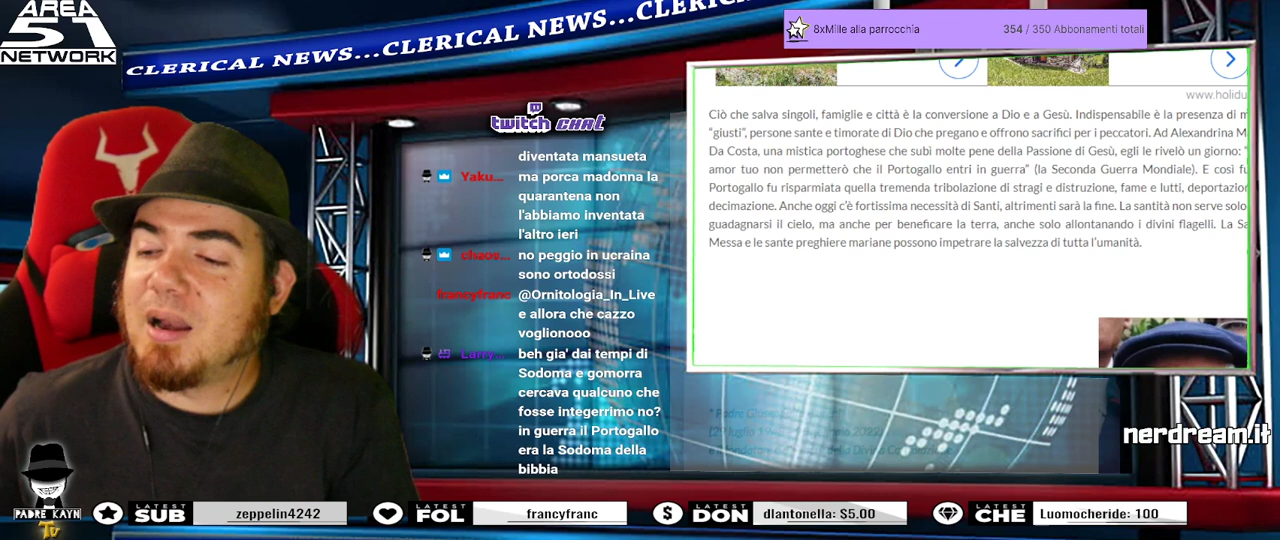 AREA
51
NETWORK
CLERICAL NEWS...CLERICAL NEWS...CLERIC
8xMille alla parrocchia
354 / 350 Abbonamenti totali
www.holidu
Ciò che salva singoli, famiglie e città è la conversione a Dio e a Gesù. Indispensabile è la presenza di m
"giusti", persone sante e timorate di Dio che pregano e offrono sacrifici per i peccatori. Ad Alexandrina M
Da Costa, una mistica portoghese che subì molte pene della Passione di Gesù, egli le rivelò un giorno: "
amor tuo non permetterò che il Portogallo entri in guerra" (la Seconda Guerra Mondiale). E così fu
Portogallo fu risparmiata quella tremenda tribolazione di stragi e distruzione, fame e lutti, deportazion
decimazione. Anche oggi c'è fortissima necessità di Santi, altrimenti sarà la fine. La santità non serve solo
guadagnarsi il cielo, ma anche per beneficare la terra, anche solo allontanando i divini flagelli. La Sa
Messa e le sante preghiere mariane possono impetrare la salvezza di tutta l'umanità.
twitch chat
diventata mansueta
Yaku... ma porca madonna la
quarantena non
l'abbiamo inventata
l'altro ieri
chaos... no peggio in ucraina
sono ortodossi
francyfranc @Ornitologia_In_Live
e allora che cazzo
voglionooo
Larry... beh gia' dai tempi di
Sodoma e gomorra
cercava qualcuno che
fosse integerrimo no?
in guerra il Portogallo
era la Sodoma della
bibbia
nerdream.it
PADRE KAYN
Tv
LATEST
SUB
zeppelin4242
LATEST
FOL
francyfranc
LATEST
DON
dlantonella: $5.00
LATEST
CHE
Luomocheride: 100